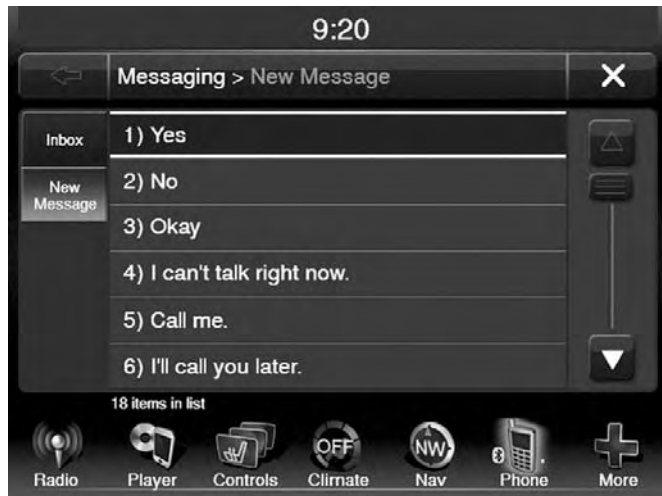 9:20
Messaging > New Message
Inbox
New
Message
1) Yes
2) No
3) Okay
4) I can't talk right now.
5) Call me.
6) I'll call you later.
18 items in list
OFF
NW
Radio
Player
Controls
Climate
Nav
Phone
More